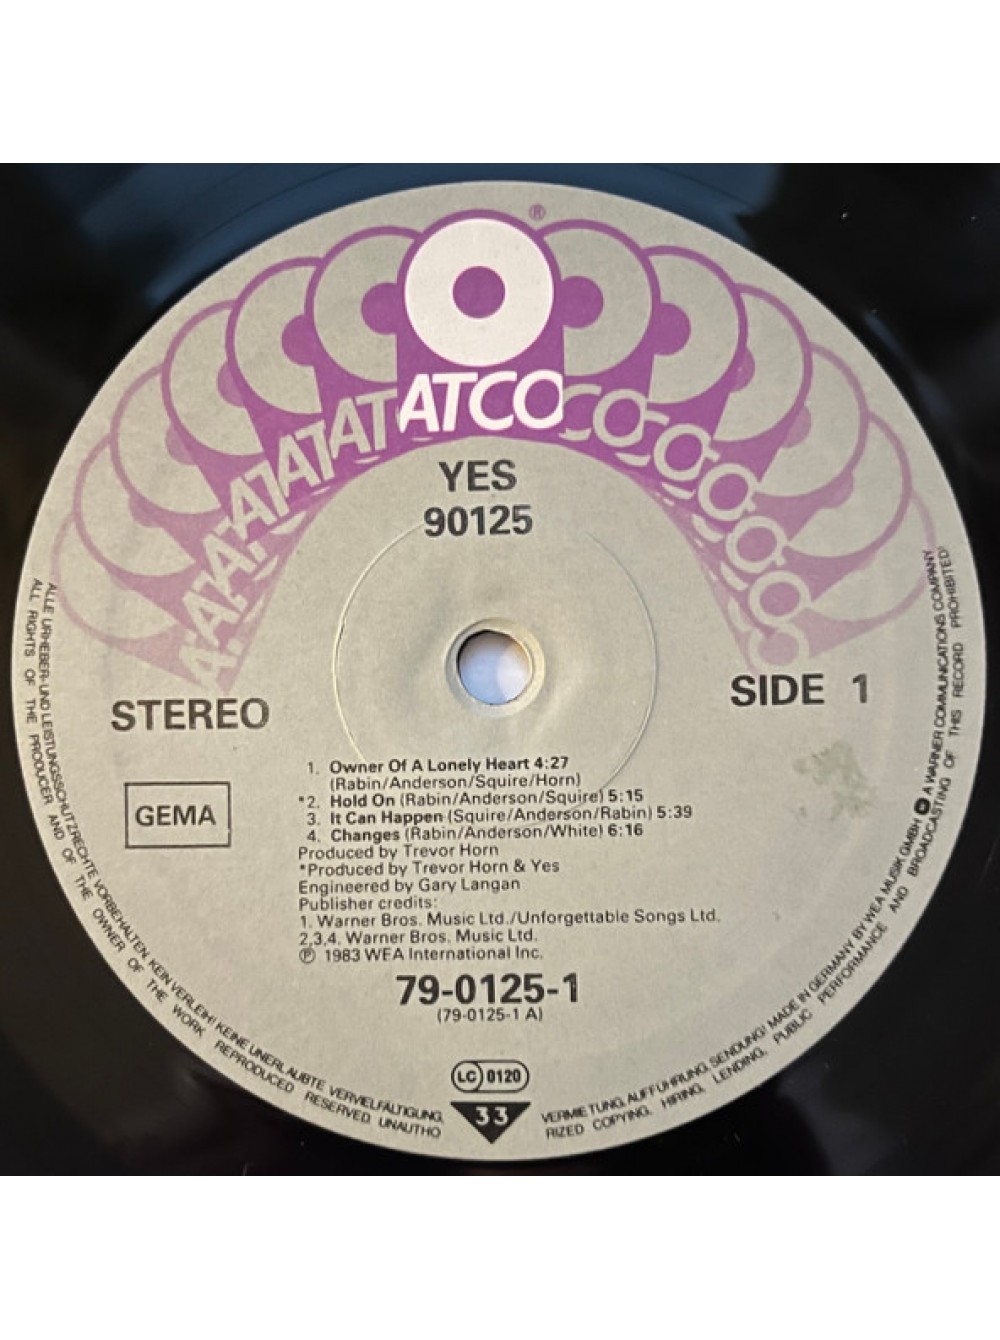 ®
ATCO
YES
90125
STEREO
SIDE 1
GEMA
1. Owner Of A Lonely Heart 4:27
(Rabin/Anderson/Squire/Horn)
*2. Hold On (Rabin/Anderson/Squire) 5:15
3. It Can Happen (Squire/Anderson/Rabin) 5:39
4. Changes (Rabin/Anderson/White) 6:16
Produced by Trevor Horn
*Produced by Trevor Horn & Yes
Engineered by Gary Langan
Publisher credits:
1. Warner Bros. Music Ltd./Unforgettable Songs Ltd.
2,3,4. Warner Bros. Music Ltd.
℗ 1983 WEA International Inc.
79-0125-1
(79-0125-1 A)
LC 0120
33
ALLE URHEBER- UND LEISTUNGSSCHUTZRECHTE VORBEHALTEN. KEIN VERLEIH! KEINE UNERLAUBTE VERVIELFÄLTIGUNG,
VERMIETUNG, AUFFÜHRUNG, SENDUNG! MADE IN GERMANY BY WEA MUSIK GMBH A WARNER COMMUNICATIONS COMPANY
ALL RIGHTS OF THE PRODUCER AND OF THE OWNER OF THE WORK REPRODUCED RESERVED. UNAUTHO
RIZED COPYING, HIRING, LENDING, PUBLIC PERFORMANCE AND BROADCASTING OF THIS RECORD PROHIBITED!